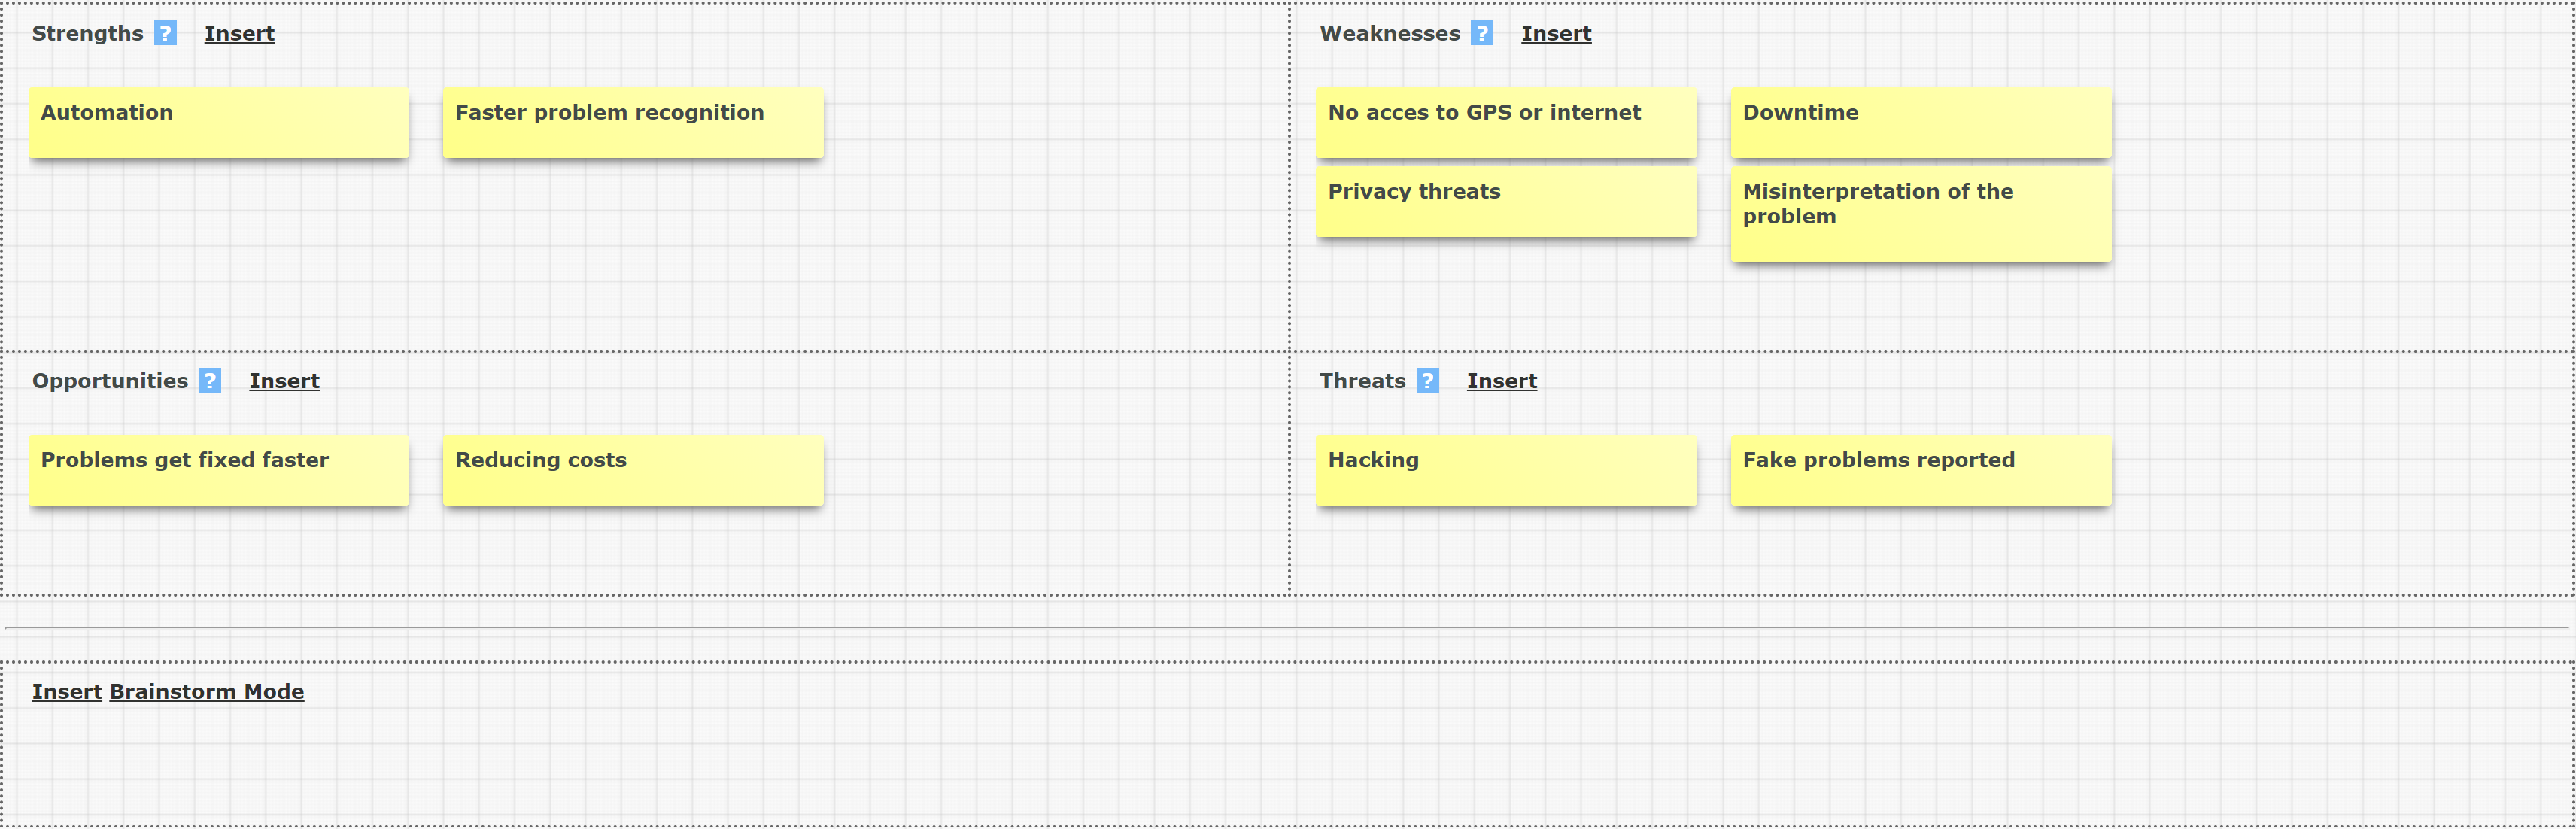 Strengths ? Insert
Automation
Faster problem recognition
Weaknesses ? Insert
No acces to GPS or internet
Downtime
Privacy threats
Misinterpretation of the
problem
Opportunities ? Insert
Problems get fixed faster
Reducing costs
Threats ? Insert
Hacking
Fake problems reported
Insert Brainstorm Mode